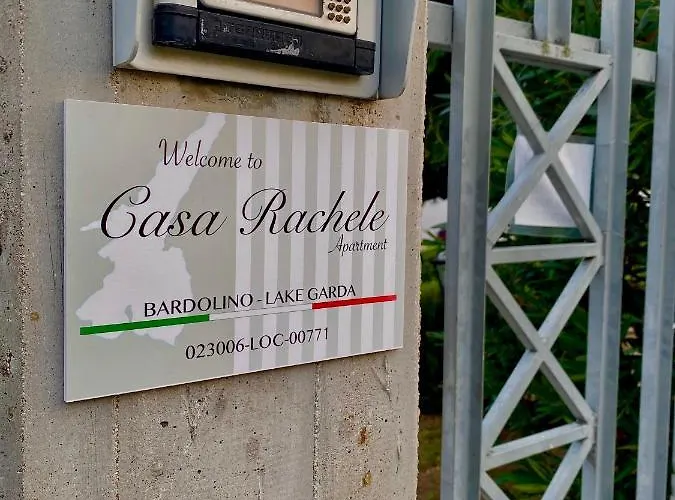 Welcome to
Casa Rachele
Apartment
BARDOLINO - LAKE GARDA
023006-LOC-00771